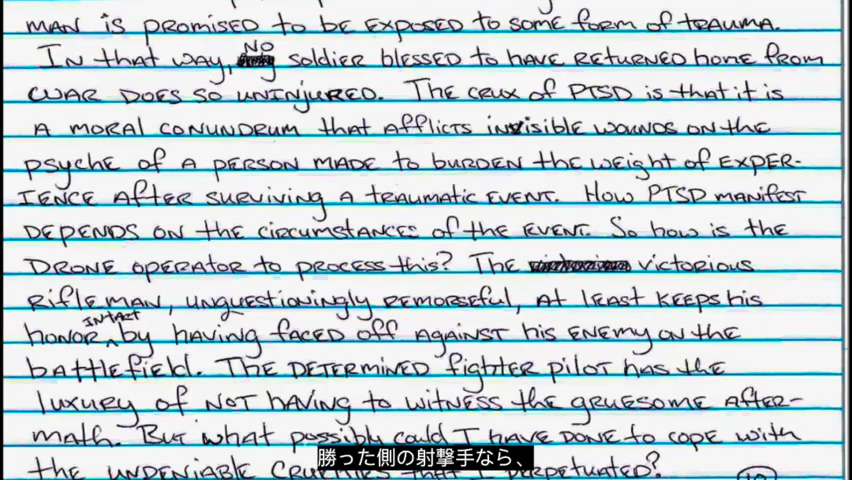 MAN is PROMISED to bE EXPOSED to some form of tRAUMA.
In that way, NO soldier blessed to have returned home from
WAR DOES SO UNINJURED. The CRUX of PTSD is that it is
A MORAL CONUNDRUM that AFFLICTS invisible wounds on the
psyche of A PERSON MADE to BURDEN the weight of EXPER-
IENCE AFTER SURVIVING A TRAUMATIC EVENT. How PTSD MANIFEST
DEPENDS ON the circumstances of the EVENT. So how is the
DRONE OPERATOR to PROCESS this? The victorious
Rifleman, unquestioningly REMORSEFUL, At least keeps his
honor INTACT by having faced off AGAINST his ENEMY on the
battlefield. The DETERMINED fighter pilot has the
luxury of NOT HAVING to witness the gruesome AFTER-
math. But what possibly could I HAVE DONE to cope with
the UNDENIABLE that I PERPETUATED?
勝った側の射撃手なら、